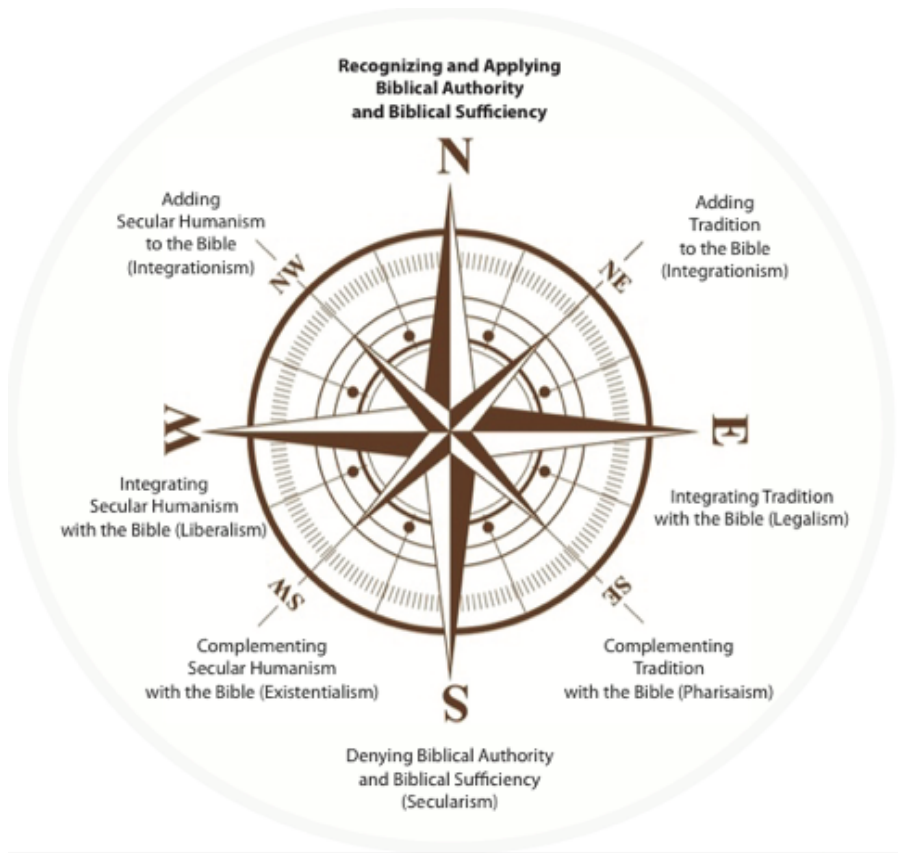 Recognizing and Applying
Biblical Authority
and Biblical Sufficiency
N
Adding
Secular Humanism
to the Bible
(Integrationism)
NW
Adding
Tradition
to the Bible
(Integrationism)
NE
W
E
Integrating
Secular Humanism
with the Bible (Liberalism)
Integrating Tradition
with the Bible (Legalism)
SW
SE
Complementing
Secular Humanism
with the Bible (Existentialism)
Complementing
Tradition
with the Bible (Pharisaism)
S
Denying Biblical Authority
and Biblical Sufficiency
(Secularism)